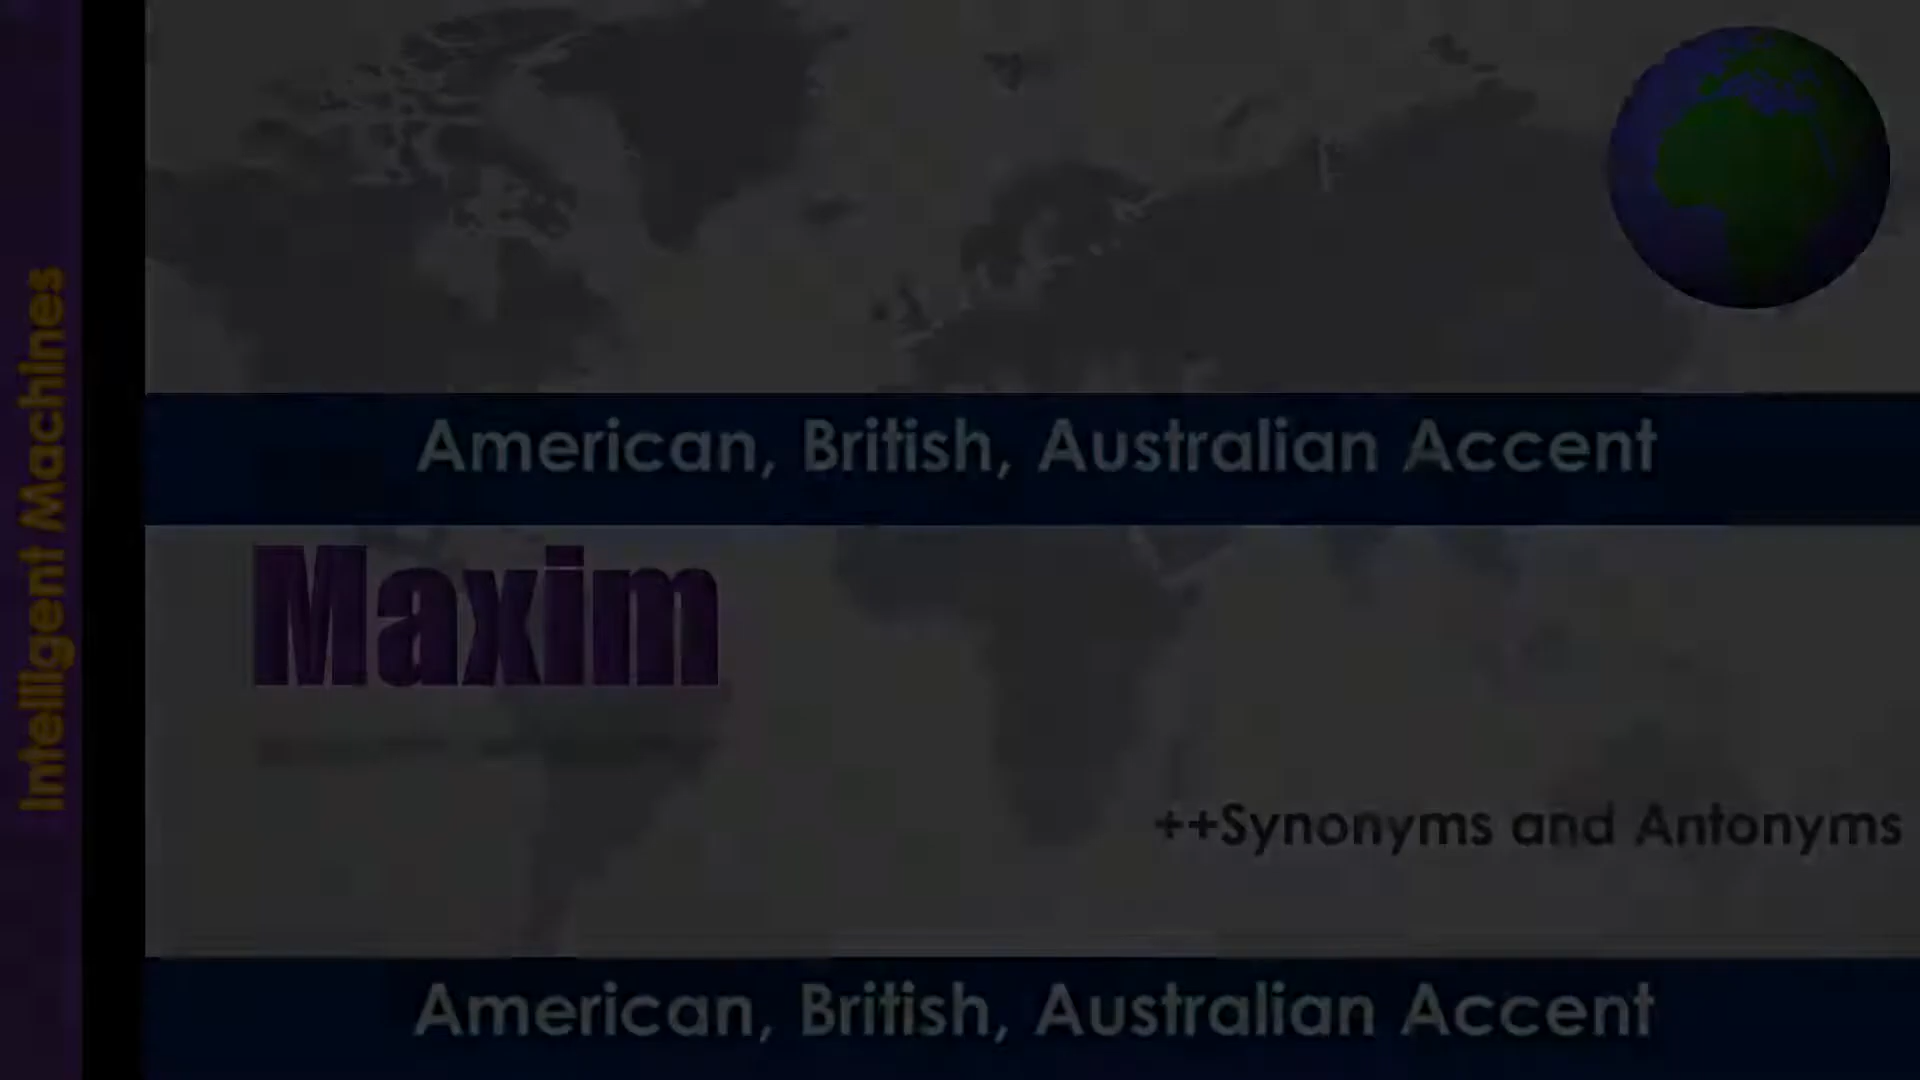 Intelligent Machines
American, British, Australian Accent
Maxim
++Synonyms and Antonyms
American, British, Australian Accent